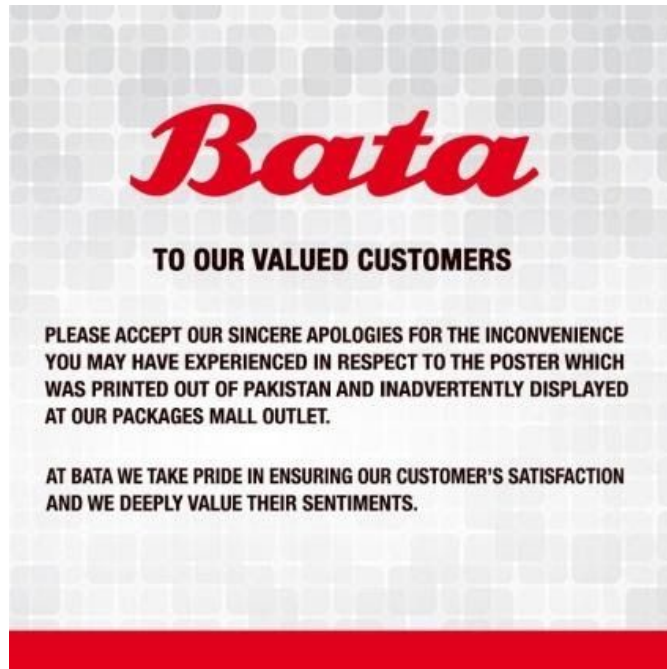 Bata
TO OUR VALUED CUSTOMERS
PLEASE ACCEPT OUR SINCERE APOLOGIES FOR THE INCONVENIENCE
YOU MAY HAVE EXPERIENCED IN RESPECT TO THE POSTER WHICH
WAS PRINTED OUT OF PAKISTAN AND INADVERTENTLY DISPLAYED
AT OUR PACKAGES MALL OUTLET.
AT BATA WE TAKE PRIDE IN ENSURING OUR CUSTOMER'S SATISFACTION
AND WE DEEPLY VALUE THEIR SENTIMENTS.